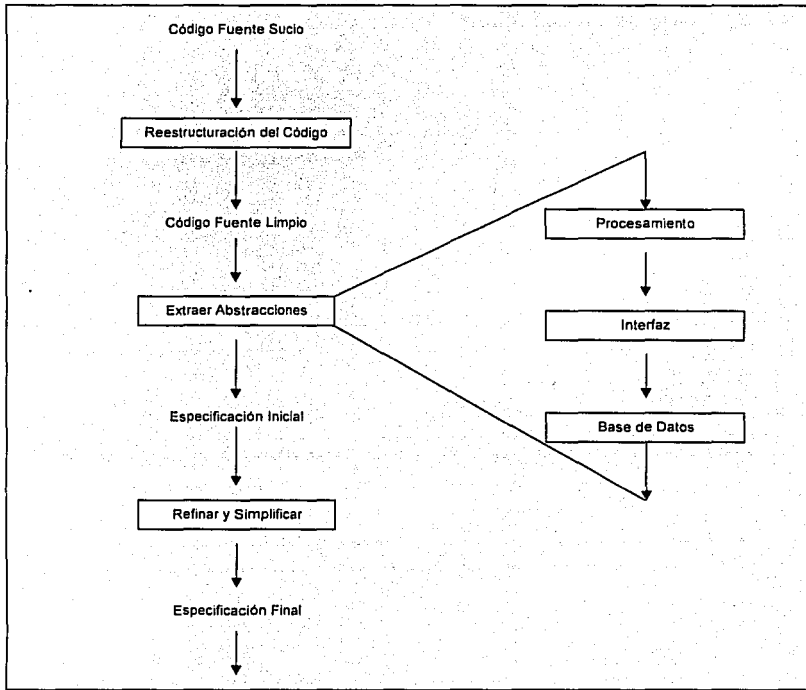 Código Fuente Sucio
Reestructuración del Código
Código Fuente Limpio
Extraer Abstracciones
Especificación Inicial
Refinar y Simplificar
Especificación Final
Procesamiento
Interfaz
Base de Datos